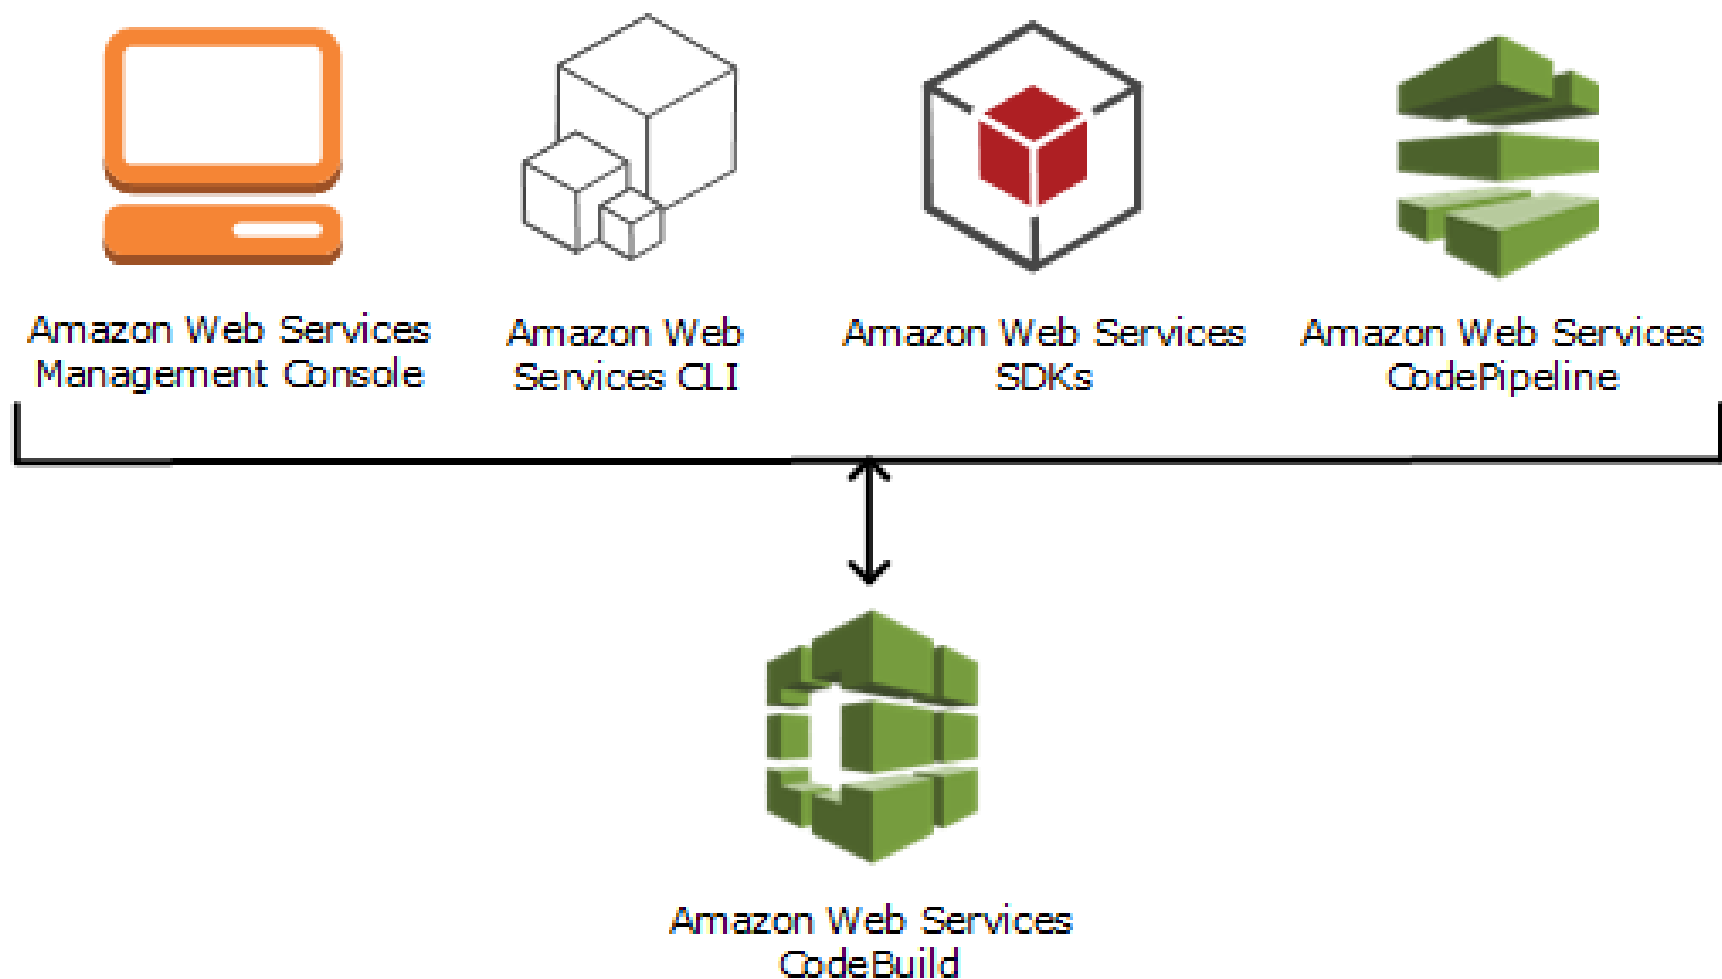 Amazon Web Services
Management Console
Amazon Web
Services CLI
Amazon Web Services
SDKs
Amazon Web Services
CodePipeline
Amazon Web Services
CodeBuild